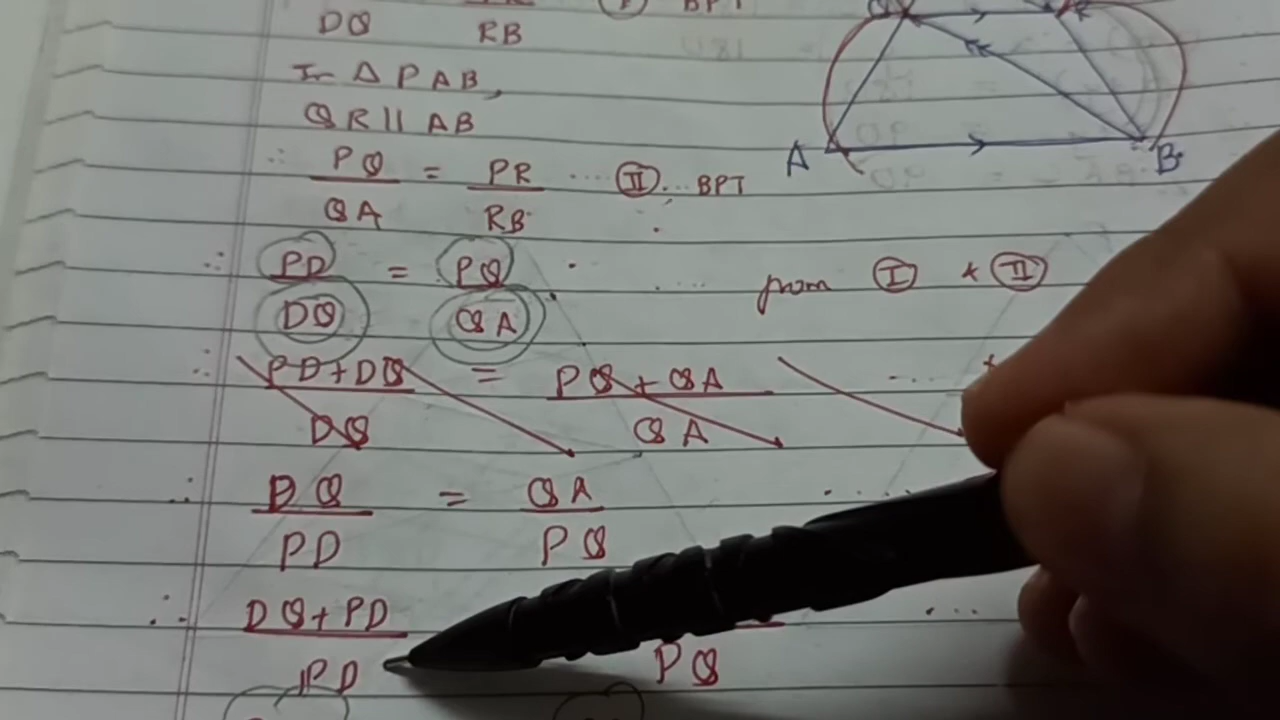 I BPT
DQ RB
In Δ PAB,
QR || AB
∴ PQ = PR .... II ... BPT
QA RB
∴ PD = PQ . from I & II
DQ QA
∴ PD+DQ = PQ+QA ....
DQ QA
∴ DQ = QA ....
PD PQ
∴ DQ+PD ...
PD PQ
A B